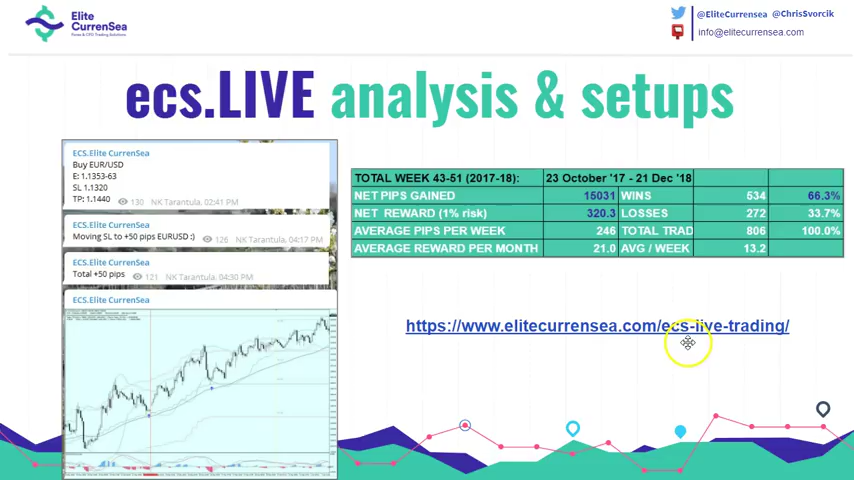 Elite
CurrenSea
Forex & CFD Trading Solutions
@EliteCurrensea @ChrisSvorcik
info@elitecurrensea.com
ecs.LIVE analysis & setups
ECS.Elite CurrenSea
Buy EUR/USD
E: 1.1353-63
SL 1.1320
TP: 1.1440
130 NK Tarantula, 02:41 PM
ECS.Elite CurrenSea
Moving SL to +50 pips EURUSD :)
126 NK Tarantula, 04:17 PM
ECS.Elite CurrenSea
Total +50 pips
121 NK Tarantula, 04:30 PM
ECS.Elite CurrenSea
TOTAL WEEK 43-51 (2017-18): 23 October '17 - 21 Dec '18
NET PIPS GAINED 15031 WINS 534 66.3%
NET REWARD (1% risk) 320.3 LOSSES 272 33.7%
AVERAGE PIPS PER WEEK 246 TOTAL TRAD 806 100.0%
AVERAGE REWARD PER MONTH 21.0 AVG / WEEK 13.2
https://www.elitecurrensea.com/ecs-live-trading/